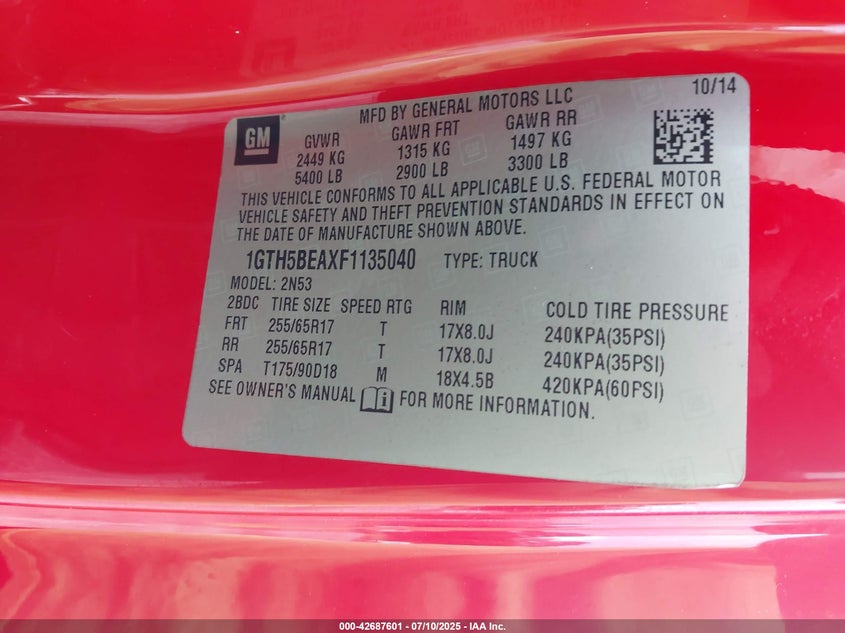 10/14
MFD BY GENERAL MOTORS LLC
GM
GVWR GAWR FRT GAWR RR
2449 KG 1315 KG 1497 KG
5400 LB 2900 LB 3300 LB
THIS VEHICLE CONFORMS TO ALL APPLICABLE U.S. FEDERAL MOTOR
VEHICLE SAFETY AND THEFT PREVENTION STANDARDS IN EFFECT ON
THE DATE OF MANUFACTURE SHOWN ABOVE.
1GTH5BEAXF1135040 TYPE: TRUCK
MODEL: 2N53
2BDC TIRE SIZE SPEED RTG RIM COLD TIRE PRESSURE
FRT 255/65R17 T 17X8.0J 240KPA(35PSI)
RR 255/65R17 T 17X8.0J 240KPA(35PSI)
SPA T175/90D18 M 18X4.5B 420KPA(60PSI)
SEE OWNER'S MANUAL i FOR MORE INFORMATION.
000-42687601 - 07/10/2025 - IAA Inc.